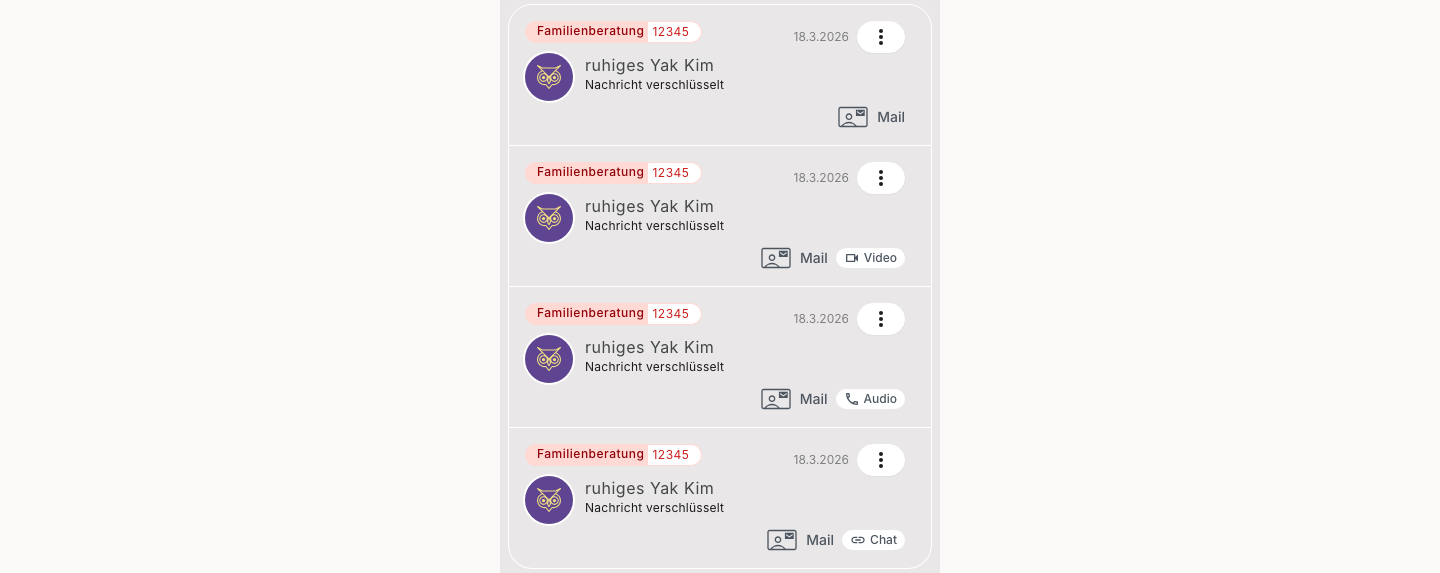 Familienberatung 12345 18.3.2026
ruhiges Yak Kim
Nachricht verschlüsselt
Mail
Familienberatung 12345 18.3.2026
ruhiges Yak Kim
Nachricht verschlüsselt
Mail Video
Familienberatung 12345 18.3.2026
ruhiges Yak Kim
Nachricht verschlüsselt
Mail Audio
Familienberatung 12345 18.3.2026
ruhiges Yak Kim
Nachricht verschlüsselt
Mail Chat